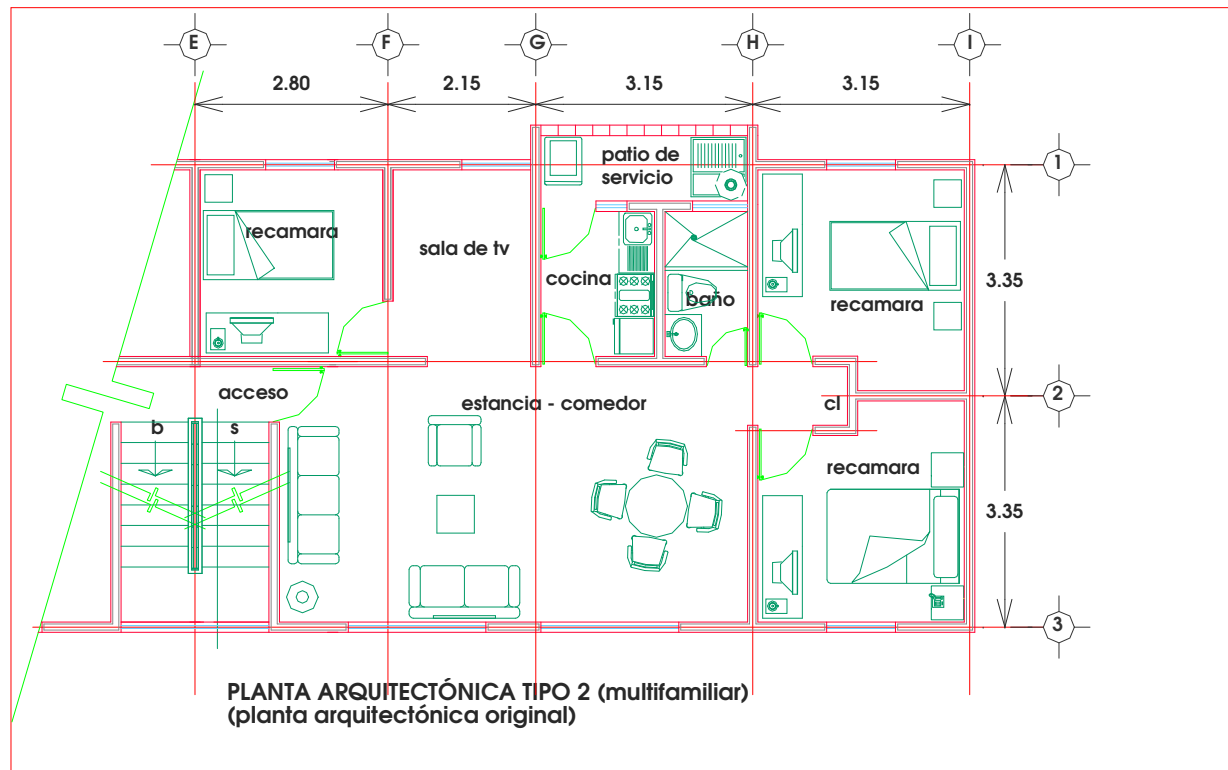 E F G H I
2.80 2.15 3.15 3.15
patio de
servicio
1
recamara
sala de tv
cocina
baño
recamara
3.35
acceso
estancia - comedor
cl
2
b s
recamara
3.35
3
PLANTA ARQUITECTÓNICA TIPO 2 (multifamiliar)
(planta arquitectónica original)